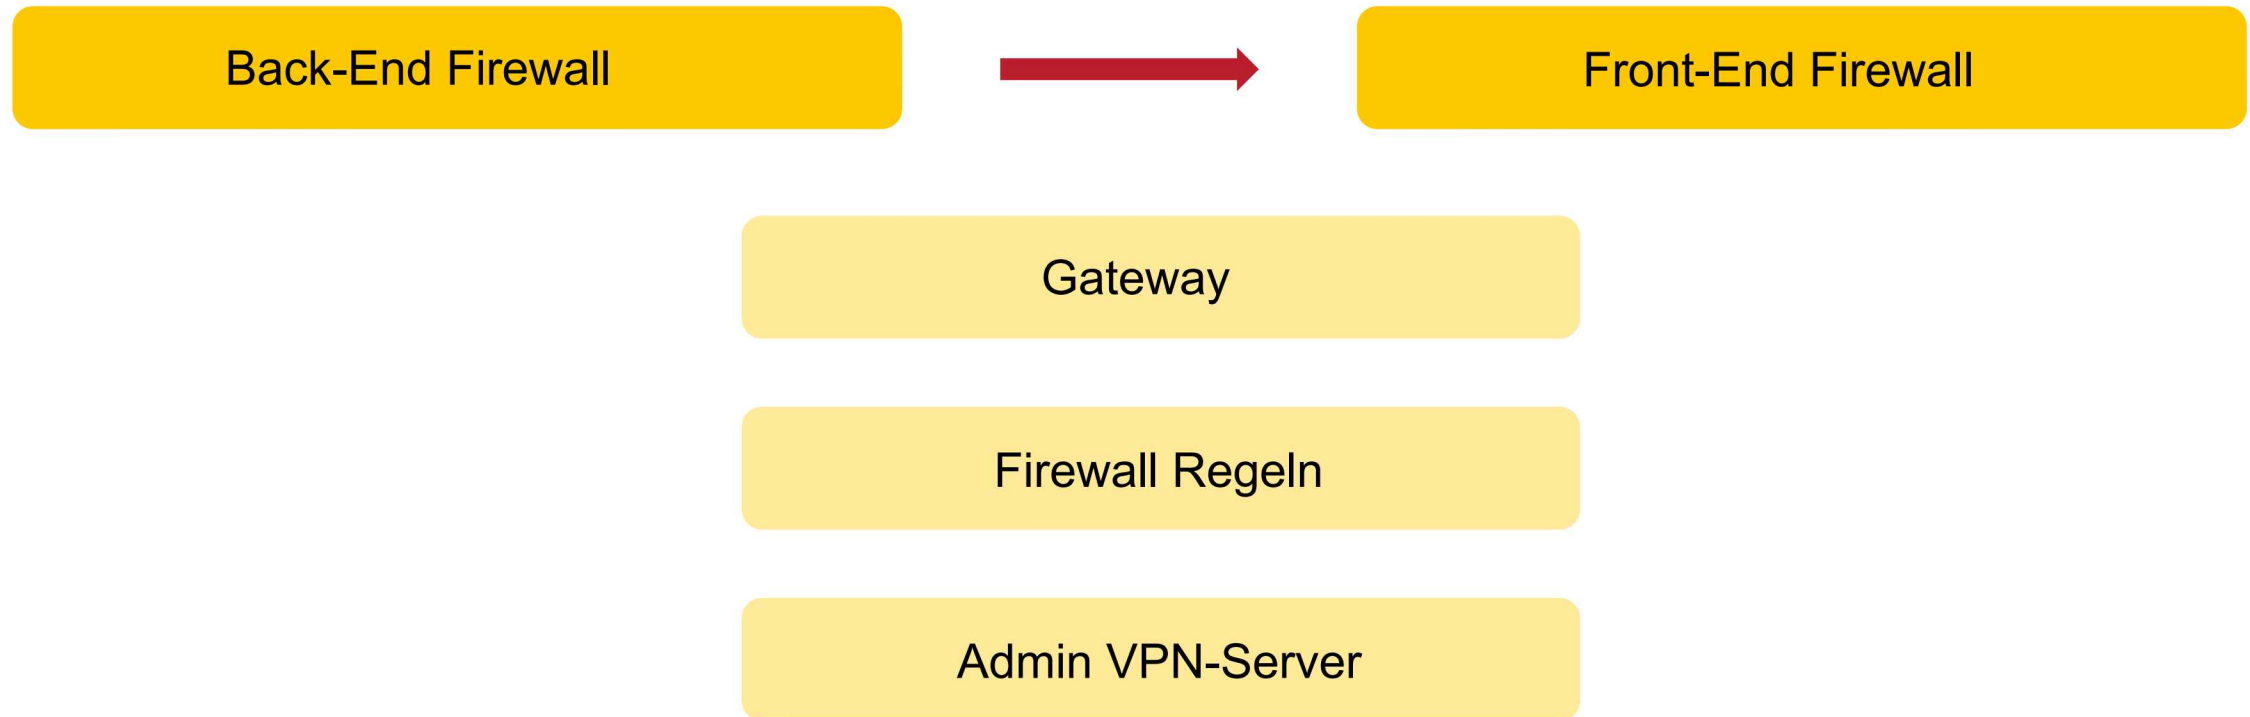 Back-End Firewall
Front-End Firewall
Gateway
Firewall Regeln
Admin VPN-Server